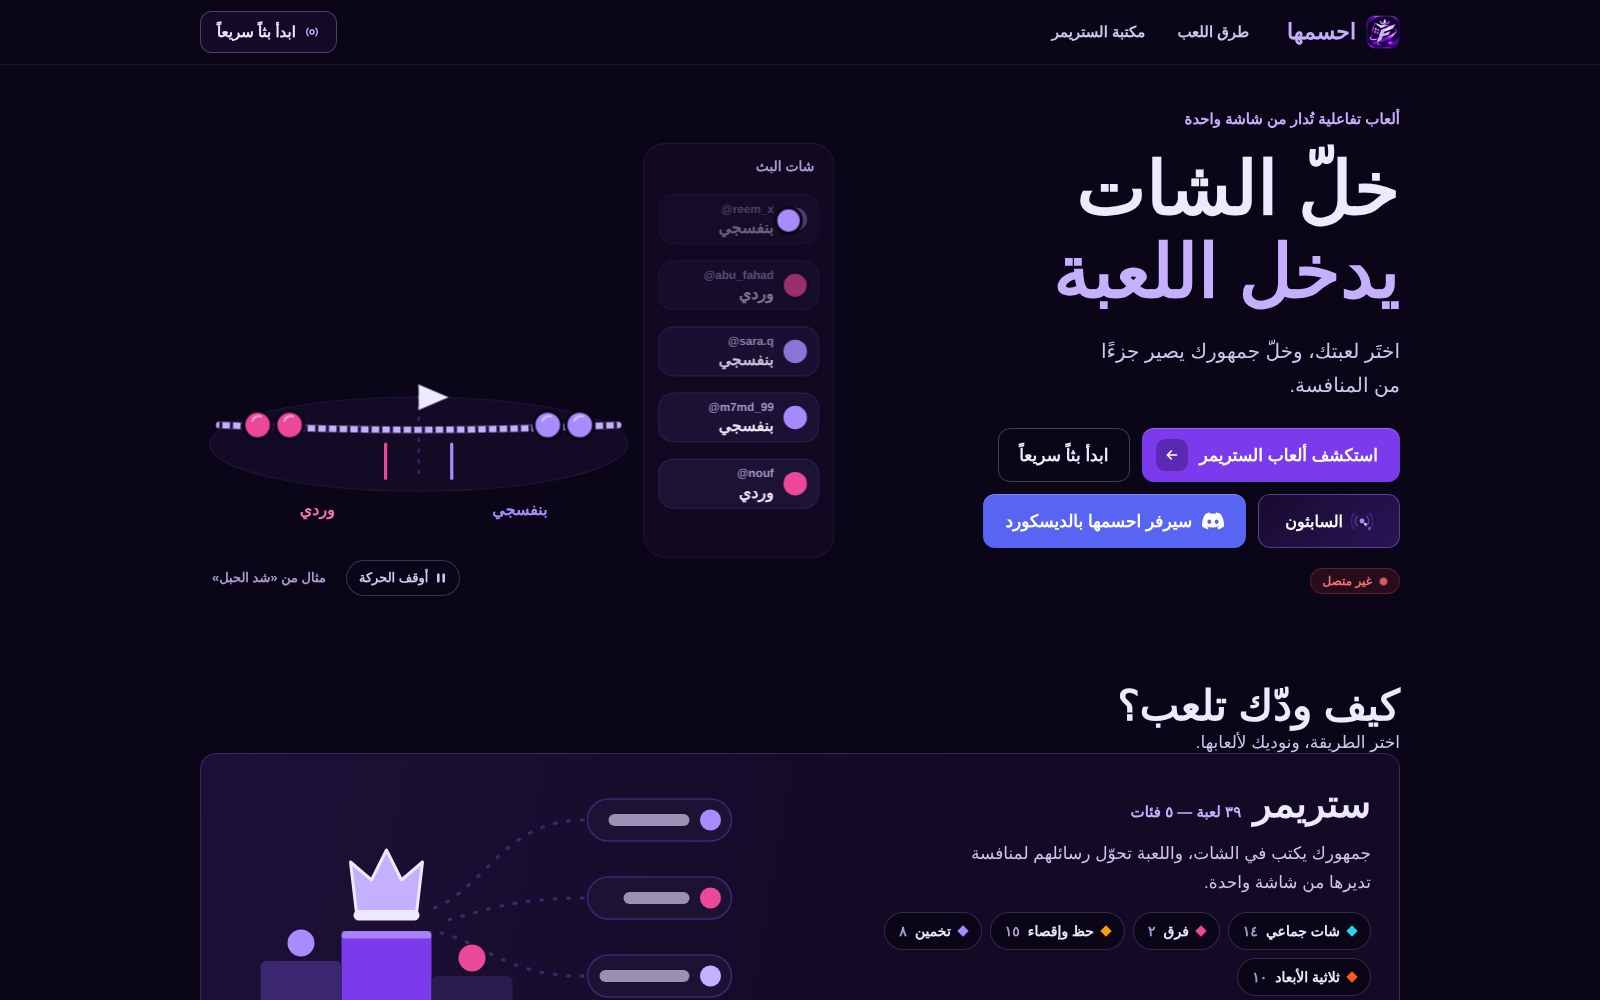 احسمها
طرق اللعب
مكتبة الستريمر
ابدأ بثاً سريعاً
ألعاب تفاعلية تُدار من شاشة واحدة
خلّ الشات
يدخل اللعبة
اختَر لعبتك، وخلّ جمهورك يصير جزءًا
من المنافسة.
استكشف ألعاب الستريمر
ابدأ بثاً سريعاً
السابثون
سيرفر احسمها بالديسكورد
غير متصل
شات البث
@reem_x
بنفسجي
@abu_fahad
وردي
@sara.q
بنفسجي
@m7md_99
بنفسجي
@nouf
وردي
بنفسجي
وردي
أوقف الحركة
مثال من «شد الحبل»
كيف ودّك تلعب؟
اختر الطريقة، ونوديك لألعابها.
ستريمر
٣٩ لعبة — ٥ فئات
جمهورك يكتب في الشات، واللعبة تحوّل رسائلهم لمنافسة
تديرها من شاشة واحدة.
شات جماعي ١٤
فرق ٢
حظ وإقصاء ١٥
تخمين ٨
ثلاثية الأبعاد ١٠